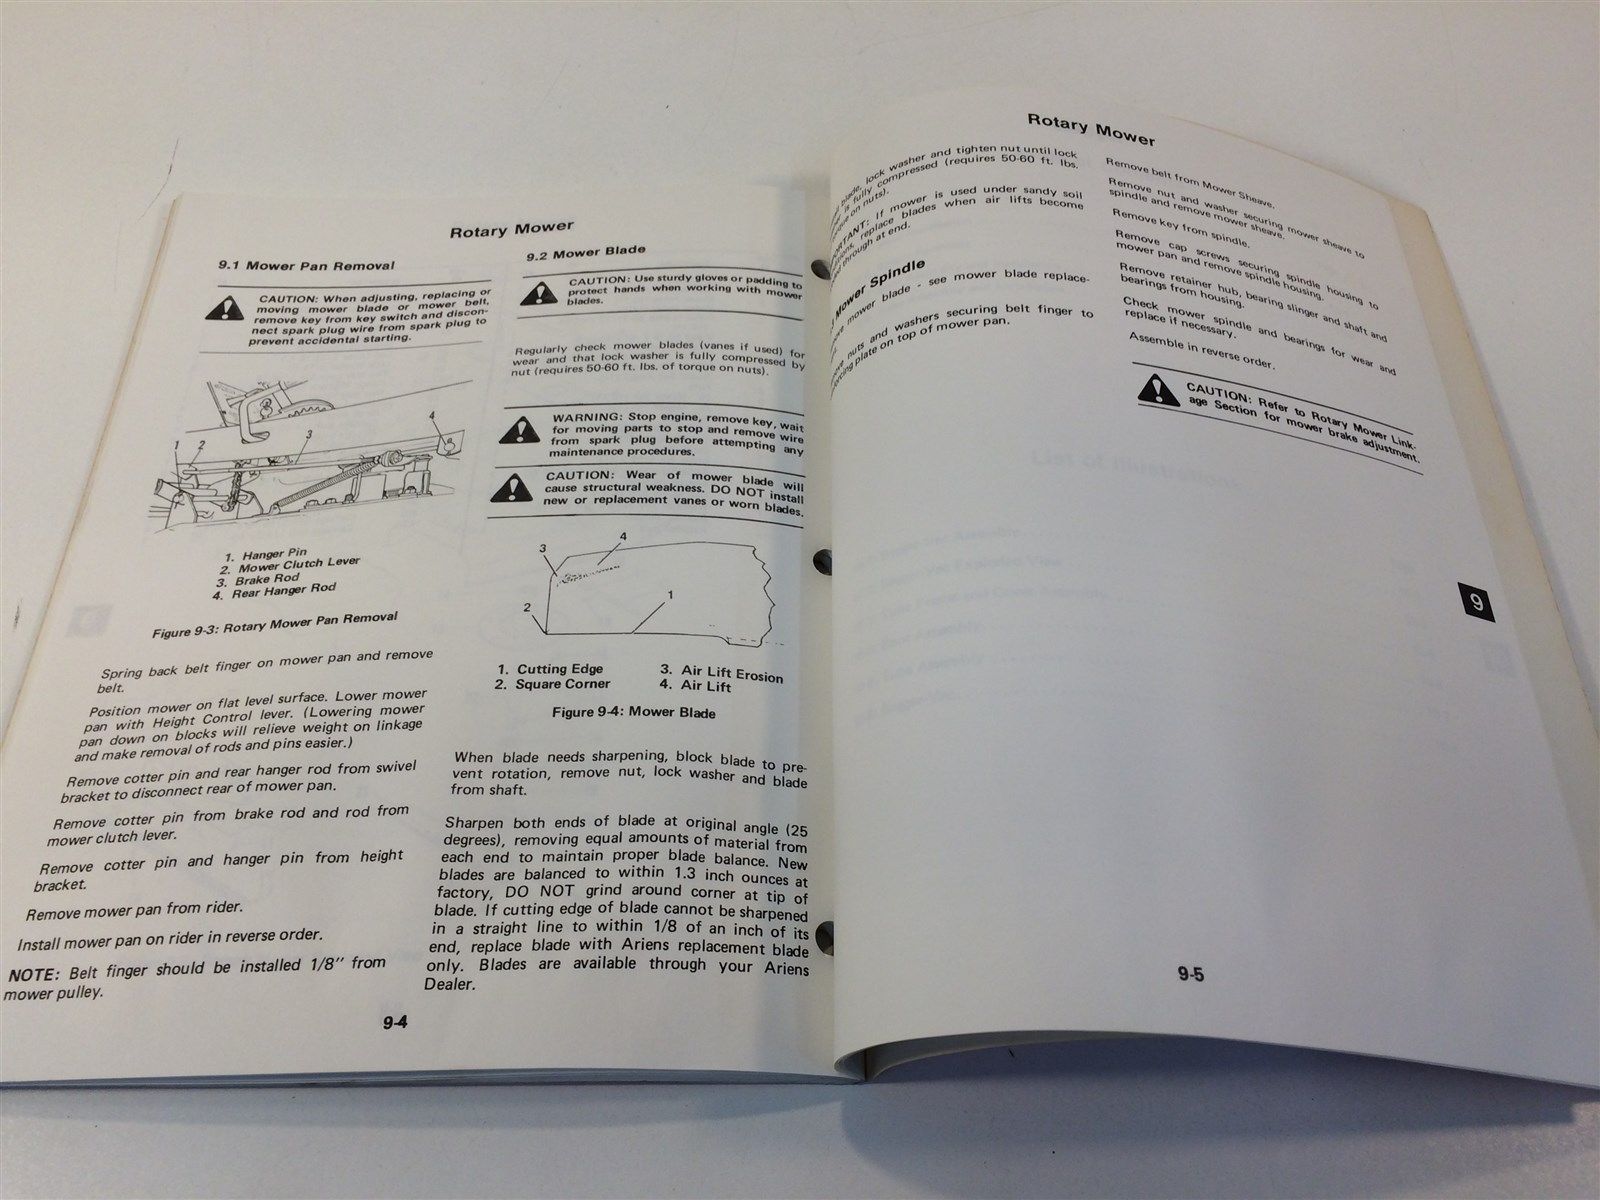 Rotary Mower
9.1 Mower Pan Removal
CAUTION: When adjusting, replacing or
moving mower blade or mower belt,
remove key from key switch and discon-
nect spark plug wire from spark plug to
prevent accidental starting.
1
2
3
4
1. Hanger Pin
2. Mower Clutch Lever
3. Brake Rod
4. Rear Hanger Rod
Figure 9-3: Rotary Mower Pan Removal
Spring back belt finger on mower pan and remove
belt.
Position mower on flat level surface. Lower mower
pan with Height Control lever. (Lowering mower
pan down on blocks will relieve weight on linkage
and make removal of rods and pins easier.)
Remove cotter pin and rear hanger rod from swivel
bracket to disconnect rear of mower pan.
Remove cotter pin from brake rod and rod from
mower clutch lever.
Remove cotter pin and hanger pin from height
bracket.
Remove mower pan from rider.
Install mower pan on rider in reverse order.
NOTE: Belt finger should be installed 1/8'' from
mower pulley.
9.2 Mower Blade
CAUTION: Use sturdy gloves or padding to
protect hands when working with mower
blades.
Regularly check mower blades (vanes if used) for
wear and that lock washer is fully compressed by
nut (requires 50-60 ft. lbs. of torque on nuts).
WARNING: Stop engine, remove key, wait
for moving parts to stop and remove wire
from spark plug before attempting any
maintenance procedures.
CAUTION: Wear of mower blade will
cause structural weakness. DO NOT install
new or replacement vanes or worn blades.
3
4
2
1
1. Cutting Edge
2. Square Corner
3. Air Lift Erosion
4. Air Lift
Figure 9-4: Mower Blade
When blade needs sharpening, block blade to pre-
vent rotation, remove nut, lock washer and blade
from shaft.
Sharpen both ends of blade at original angle (25
degrees), removing equal amounts of material from
each end to maintain proper blade balance. New
blades are balanced to within 1.3 inch ounces at
factory, DO NOT grind around corner at tip of
blade. If cutting edge of blade cannot be sharpened
in a straight line to within 1/8 of an inch of its
end, replace blade with Ariens replacement blade
only. Blades are available through your Ariens
Dealer.
9-4
Rotary Mower
blade, lock washer and tighten nut until lock
is fully compressed (requires 50-60 ft. lbs.
on nuts).
If mower is used under sandy soil
replace blades when air lifts become
through at end.
Mower Spindle
mower blade - see mower blade replace-
nuts and washers securing belt finger to
plate on top of mower pan.
Remove belt from Mower Sheave.
Remove nut and washer securing mower sheave to
spindle and remove mower sheave.
Remove key from spindle.
Remove cap screws securing spindle housing to
mower pan and remove spindle housing.
Remove retainer hub, bearing slinger and shaft and
bearings from housing.
Check mower spindle and bearings for wear and
replace if necessary.
Assemble in reverse order.
CAUTION: Refer to Rotary Mower Link-
age Section for mower brake adjustment.
9
9-5